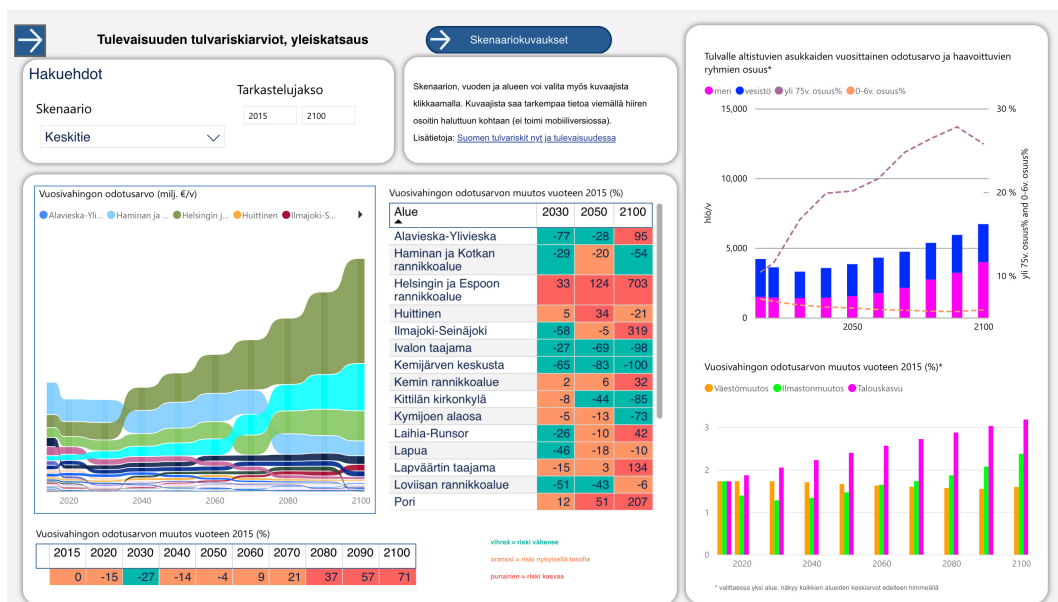 Tulevaisuuden tulvariskiarviot, yleiskatsaus
Skenaariokuvaukset
Hakuehdot
Skenaario
Keskitie
Tarkastelujakso
2015 2100
Skenaarion, vuoden ja alueen voi valita myös kuvaajista
klikkaamalla. Kuvaajista saa tarkempaa tietoa viemällä hiiren
osoitin haluttuun kohtaan (ei toimi mobiiliversiossa).
Lisätietoja: Suomen tulvariskit nyt ja tulevaisuudessa
Vuosivahingon odotusarvo (milj. €/v)
Alavieska-Yli... Haminan ja ... Helsingin j... Huittinen Ilmajoki-S...
2020 2040 2060 2080 2100
Vuosivahingon odotusarvon muutos vuoteen 2015 (%)
Alue 2030 2050 2100
Alavieska-Ylivieska -77 -28 95
Haminan ja Kotkan
rannikkoalue -29 -20 -54
Helsingin ja Espoon
rannikkoalue 33 124 703
Huittinen 5 34 -21
Ilmajoki-Seinäjoki -58 -5 319
Ivalon taajama -27 -69 -98
Kemijärven keskusta -65 -83 -100
Kemin rannikkoalue 2 6 32
Kittilän kirkonkylä -8 -44 -85
Kymijoen alaosa -5 -13 -73
Laihia-Runsor -26 -10 42
Lapua -46 -18 -10
Lapväärtin taajama -15 3 134
Loviisan rannikkoalue -51 -43 -6
Pori 12 51 207
Vuosivahingon odotusarvon muutos vuoteen 2015 (%)
2015 2020 2030 2040 2050 2060 2070 2080 2090 2100
0 -15 -27 -14 -4 9 21 37 57 71
vihreä = riski vähenee
oranssi = riski nykyisellä tasolla
punainen = riski kasvaa
Tulvalle altistuvien asukkaiden vuosittainen odotusarvo ja haavoittuvien
ryhmien osuus*
meri vesistö yli 75v. osuus% 0-6v. osuus%
15,000
10,000
5,000
0
hlö/v
30 %
20 %
10 %
yli 75v. osuus% and 0-6v. osuus%
2050 2100
Vuosivahingon odotusarvon muutos vuoteen 2015 (%)*
Väestömuutos Ilmastonmuutos Talouskasvu
3
2
1
0
2020 2040 2060 2080 2100
* valittaessa yksi alue, näkyy kaikkien alueiden keskiarvot edelleen himmeällä